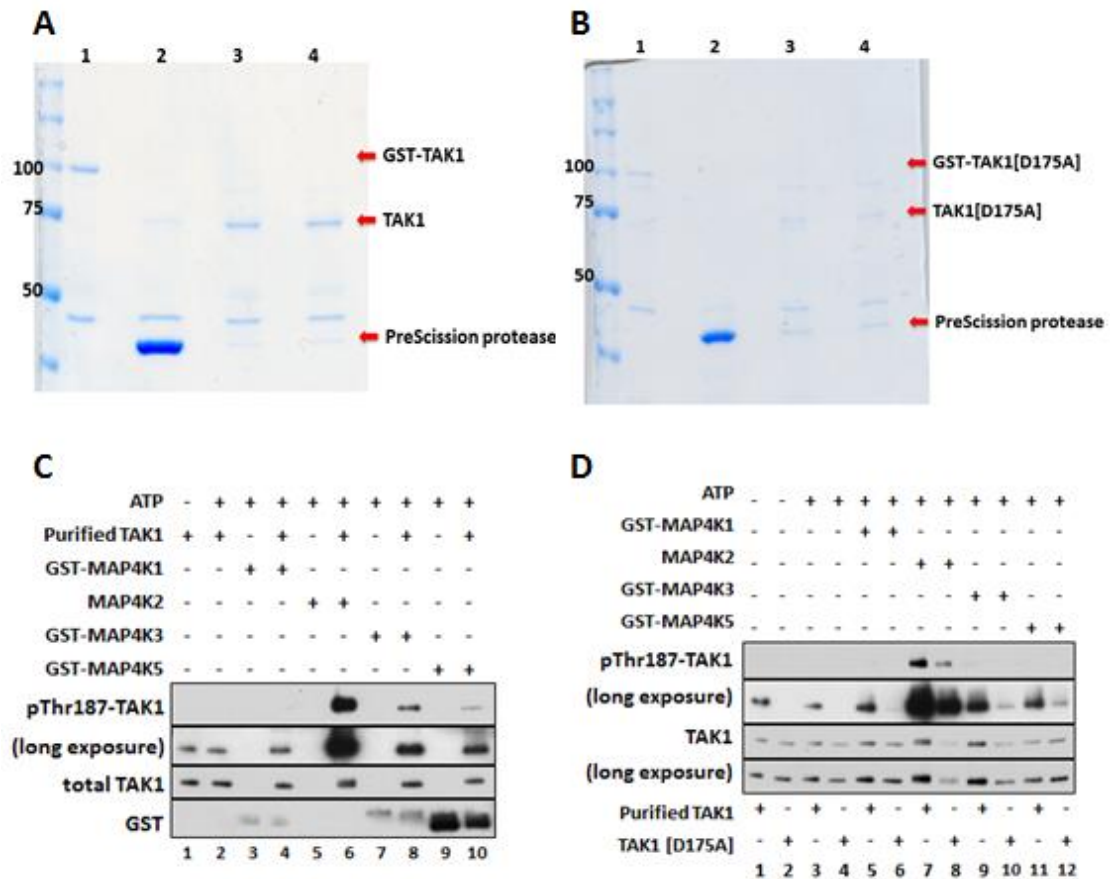 A
1 2 3 4
GST-TAK1
100
75
TAK1
50
PreScission protease
B
1 2 3 4
GST-TAK1[D175A]
100
75
TAK1[D175A]
50
PreScission protease
C
ATP - + + + + + + + + +
Purified TAK1 + + - + - + - + - +
GST-MAP4K1 - - + + - - - - - -
MAP4K2 - - - - + + - - - -
GST-MAP4K3 - - - - - - + + - -
GST-MAP4K5 - - - - - - - - + +
pThr187-TAK1
(long exposure)
total TAK1
GST
1 2 3 4 5 6 7 8 9 10
D
ATP - - + + + + + + + + + +
GST-MAP4K1 - - - - + + - - - - - -
MAP4K2 - - - - - - + + - - - -
GST-MAP4K3 - - - - - - - - + + - -
GST-MAP4K5 - - - - - - - - - - + +
pThr187-TAK1
(long exposure)
TAK1
(long exposure)
Purified TAK1 + - + - + - + - + - + -
TAK1 [D175A] - + - + - + - + - + - +
1 2 3 4 5 6 7 8 9 10 11 12